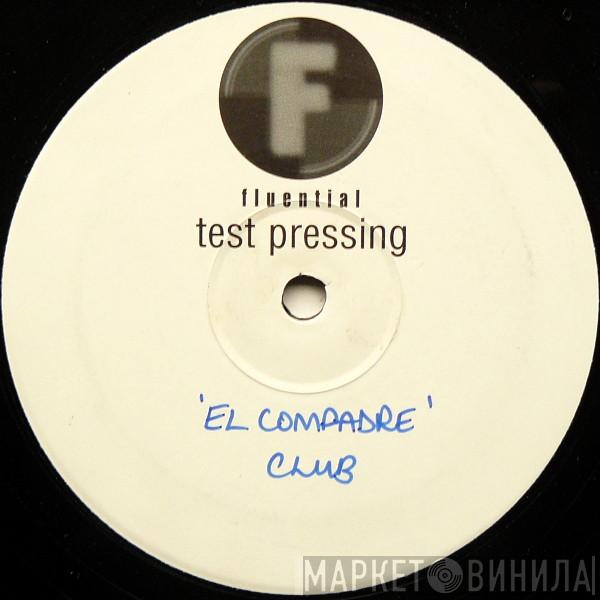 F
fluential
test pressing
'EL COMPADRE'
CLUB
МАРКЕТ ВИНИЛА